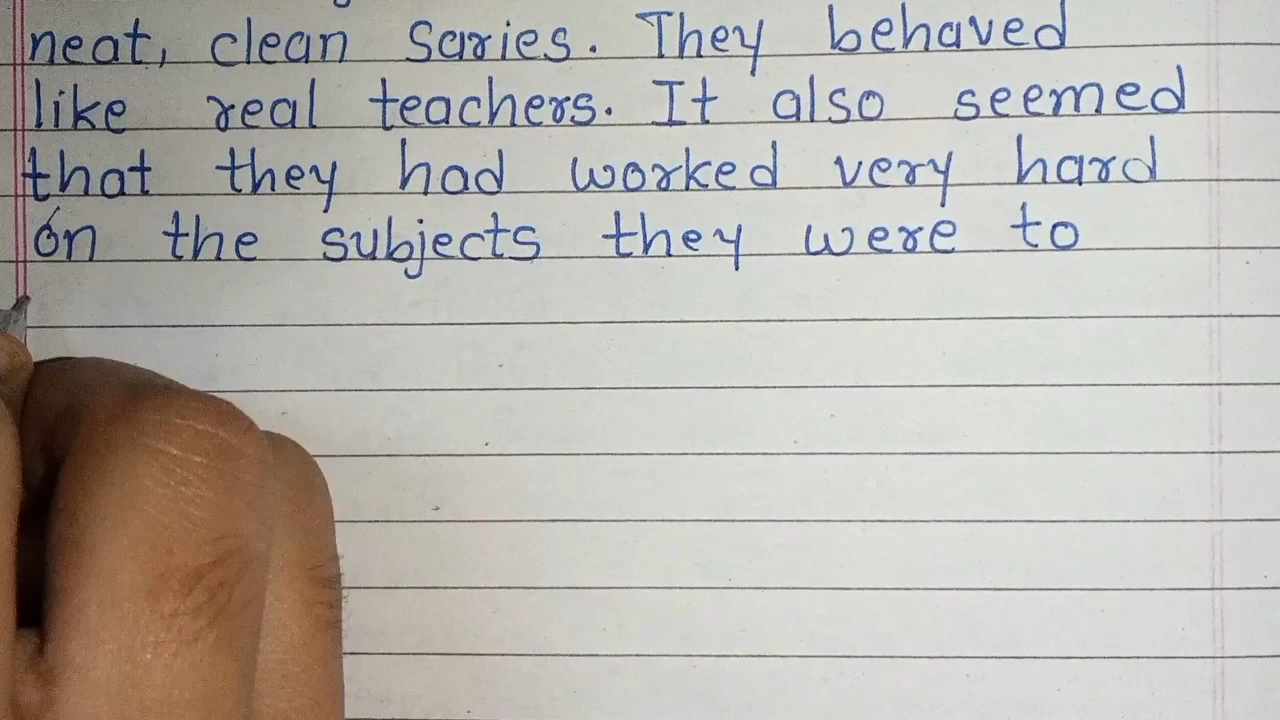 neat, clean Saries. They behaved
like real teachers. It also seemed
that they had worked very hard
on the subjects they were to